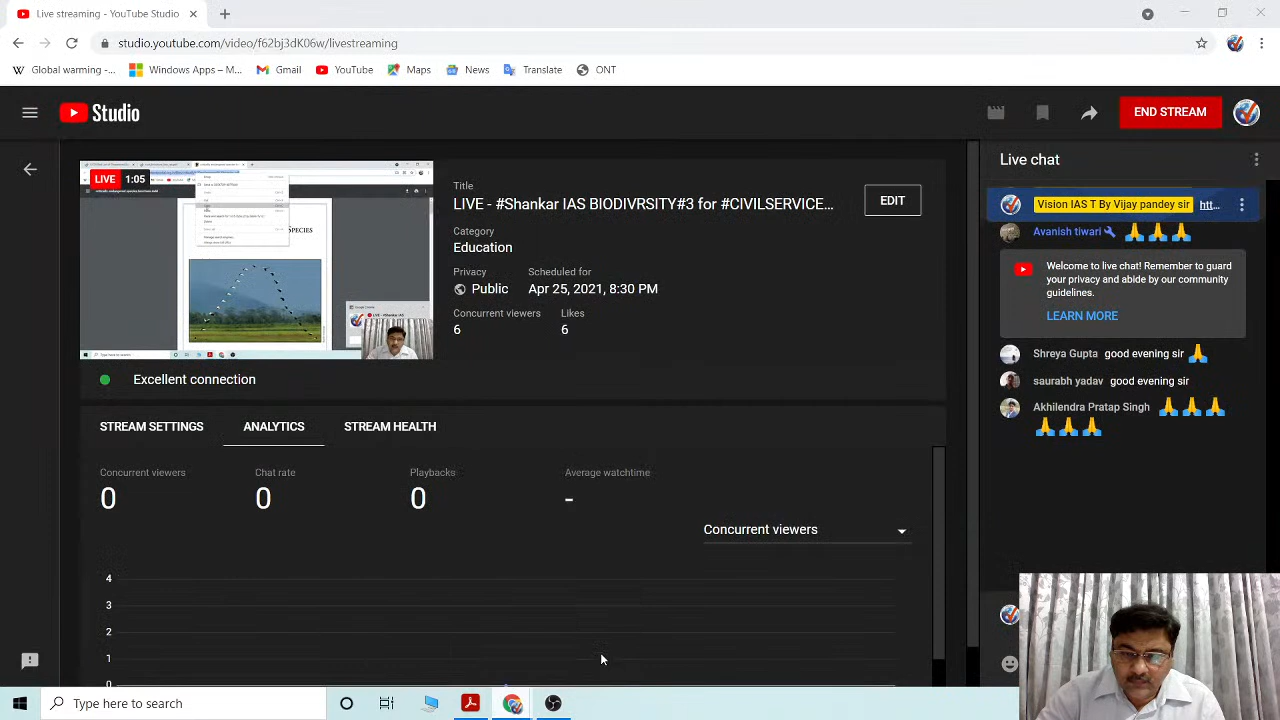 Live streaming - YouTube Studio
studio.youtube.com/video/f62bj3dK06w/livestreaming
Global warming -...
Windows Apps – M...
Gmail
YouTube
Maps
News
Translate
ONT
Studio
END STREAM
LIVE 1:05
Title
LIVE - #Shankar IAS BIODIVRSITY#3 for #CIVILSERVICE...
EDIT
Category
Education
Privacy
Public
Scheduled for
Apr 25, 2021, 8:30 PM
Concurrent viewers
6
Likes
6
Excellent connection
STREAM SETTINGS
ANALYTICS
STREAM HEALTH
Concurrent viewers
0
Chat rate
0
Playbacks
0
Average watchtime
-
Concurrent viewers
4
3
2
1
0
Live chat
Vision IAS T By Vijay pandey sir htt...
Avanish tiwari 🔧 🙏🙏🙏
Welcome to live chat! Remember to guard
your privacy and abide by our community
guidelines.
LEARN MORE
Shreya Gupta good evening sir 🙏
saurabh yadav good evening sir
Akhilendra Pratap Singh 🙏🙏🙏
🙏🙏🙏
Type here to search